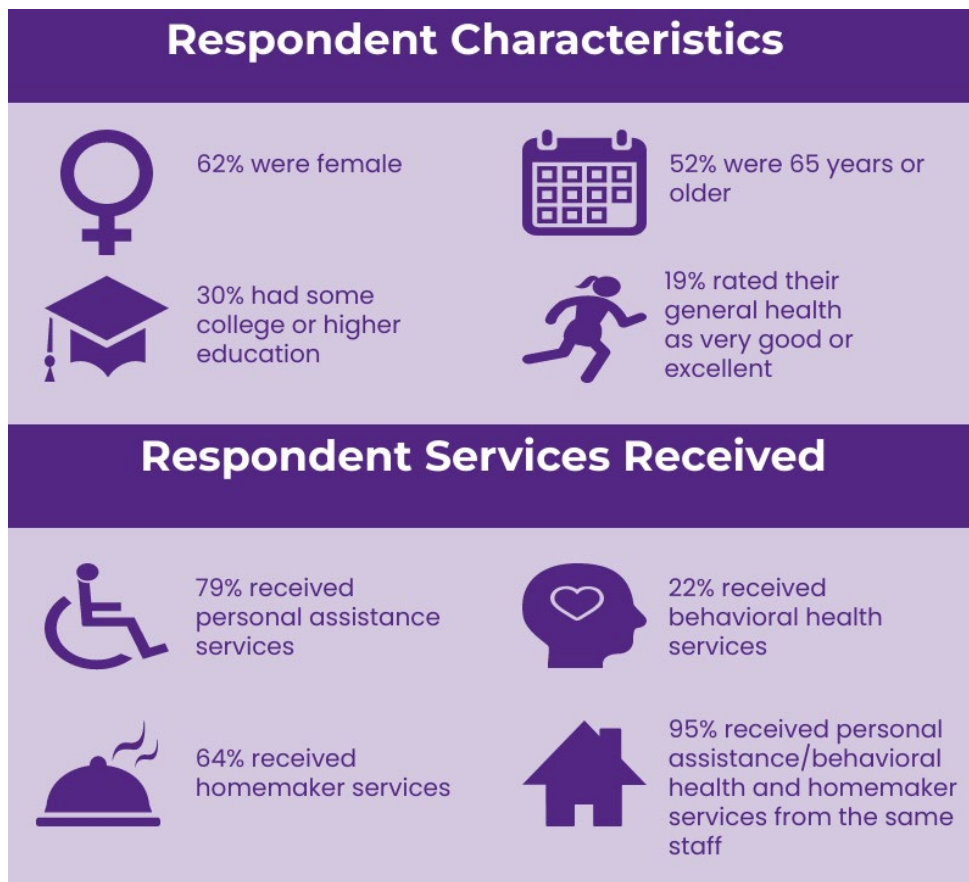 Respondent Characteristics
62% were female
52% were 65 years or
older
30% had some
college or higher
education
19% rated their
general health
as very good or
excellent
Respondent Services Received
79% received
personal assistance
services
22% received
behavioral health
services
64% received
homemaker services
95% received personal
assistance/behavioral
health and homemaker
services from the same
staff